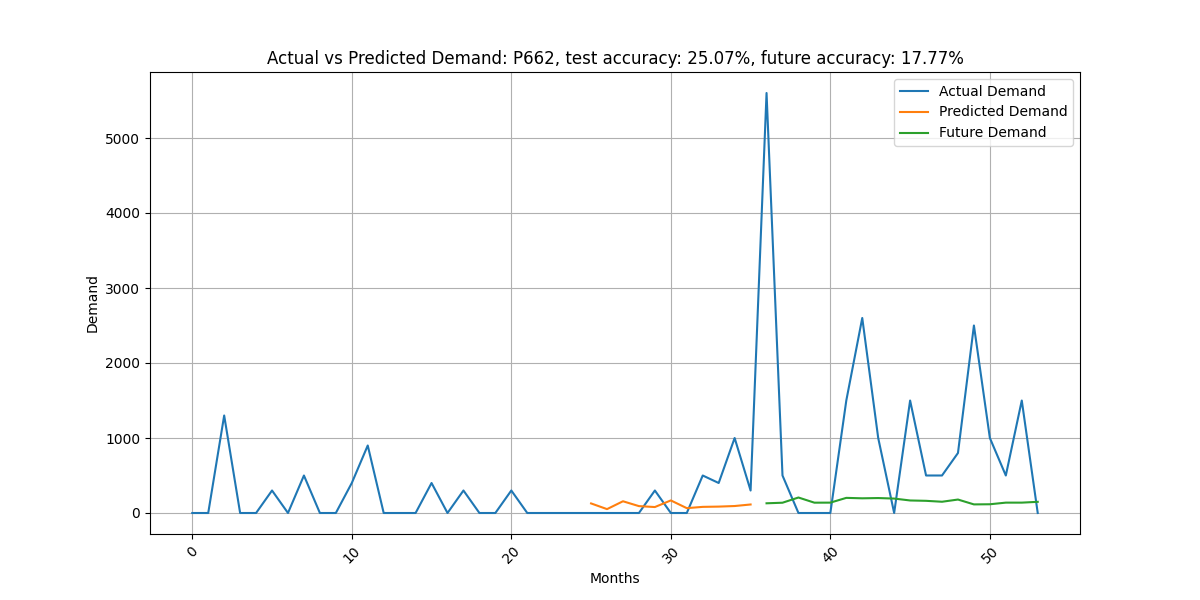 Actual vs Predicted Demand: P662, test accuracy: 25.07%, future accuracy: 17.77%
Actual Demand
Predicted Demand
Future Demand
5000
4000
3000
2000
1000
0
Demand
0
10
20
30
40
50
Months